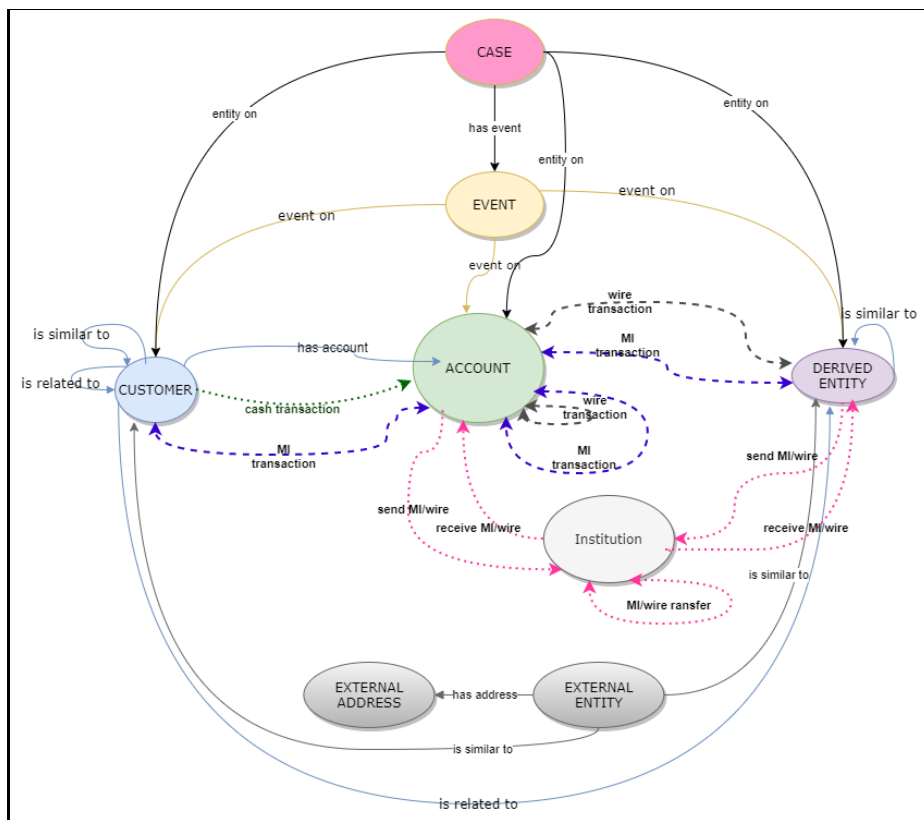 CASE
entity on
entity on
has event
entity on
EVENT
event on
event on
event on
wire
transaction
is similar to
is similar to
MI
transaction
has account
ACCOUNT
DERIVED
ENTITY
is related to
CUSTOMER
cash transaction
wire
transaction
MI
transaction
MI
transaction
send MI/wire
send MI/wire
receive MI/wire
receive MI/wire
Institution
is similar to
MI/wire ransfer
EXTERNAL
ADDRESS
has address
EXTERNAL
ENTITY
is similar to
is related to